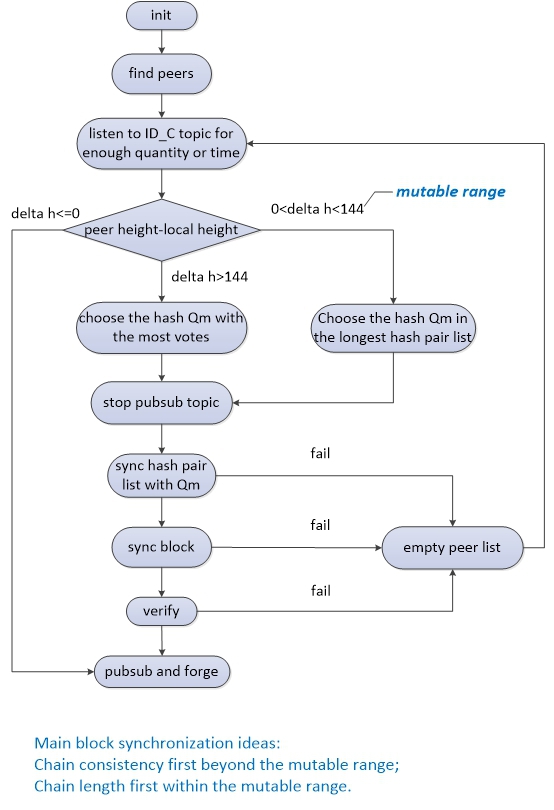 init
find peers
listen to ID_C topic for
enough quantity or time
mutable range
delta h<=0
0<delta h<144
peer height-local height
delta h>144
choose the hash Qm with
the most votes
Choose the hash Qm in
the longest hash pair list
stop pubsub topic
sync hash pair
list with Qm
fail
sync block
fail
empty peer list
verify
fail
pubsub and forge
Main block synchronization ideas:
Chain consistency first beyond the mutable range;
Chain length first within the mutable range.